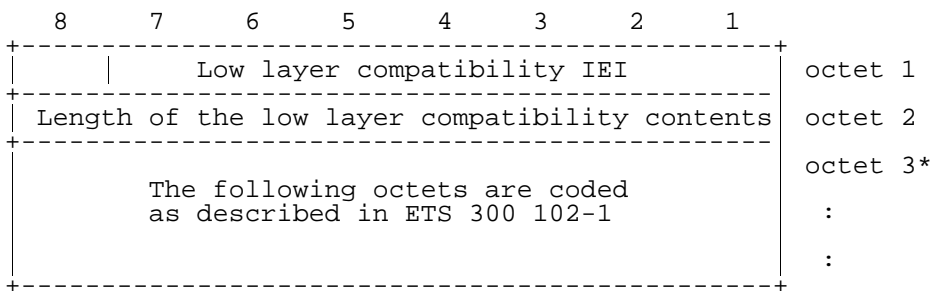 8 7 6 5 4 3 2 1
Low layer compatibility IEI octet 1
Length of the low layer compatibility contents octet 2
octet 3*
The following octets are coded
as described in ETS 300 102-1 :
: